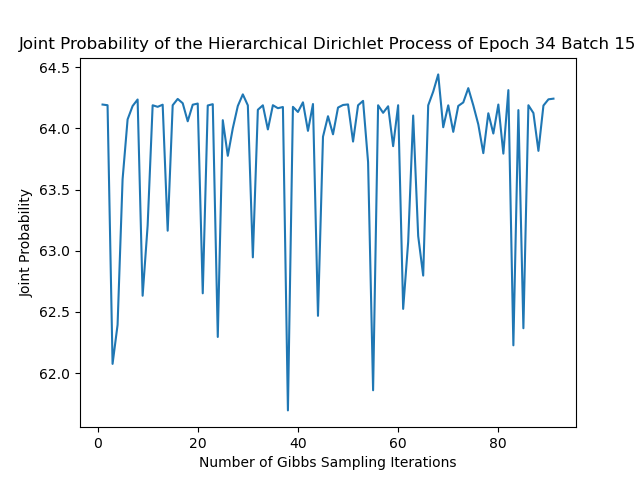 Joint Probability of the Hierarchical Dirichlet Process of Epoch 34 Batch 15
64.5
64.0
63.5
63.0
62.5
62.0
Joint Probability
0 20 40 60 80
Number of Gibbs Sampling Iterations